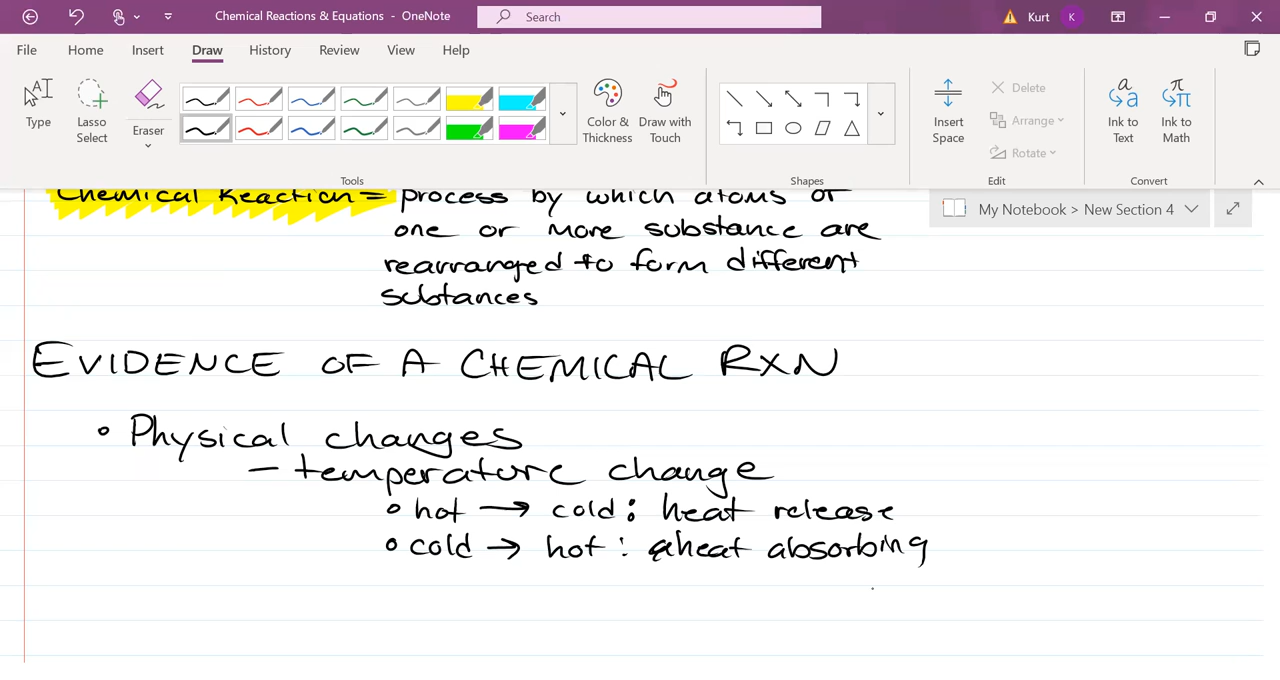 Chemical Reactions & Equations - OneNote
Search
Kurt
K
File Home Insert Draw History Review View Help
Type
Lasso Select
Eraser
Color & Thickness
Draw with Touch
Insert Space
Delete
Arrange
Rotate
Ink to Text
Ink to Math
Tools
Shapes
Edit
Convert
My Notebook > New Section 4
Chemical Reaction = process by which atoms of
one or more substance are
rearranged to form different
substances
EVIDENCE OF A CHEMICAL RXN
• Physical changes
– temperature change
• hot → cold : heat release
• cold → hot : heat absorbing